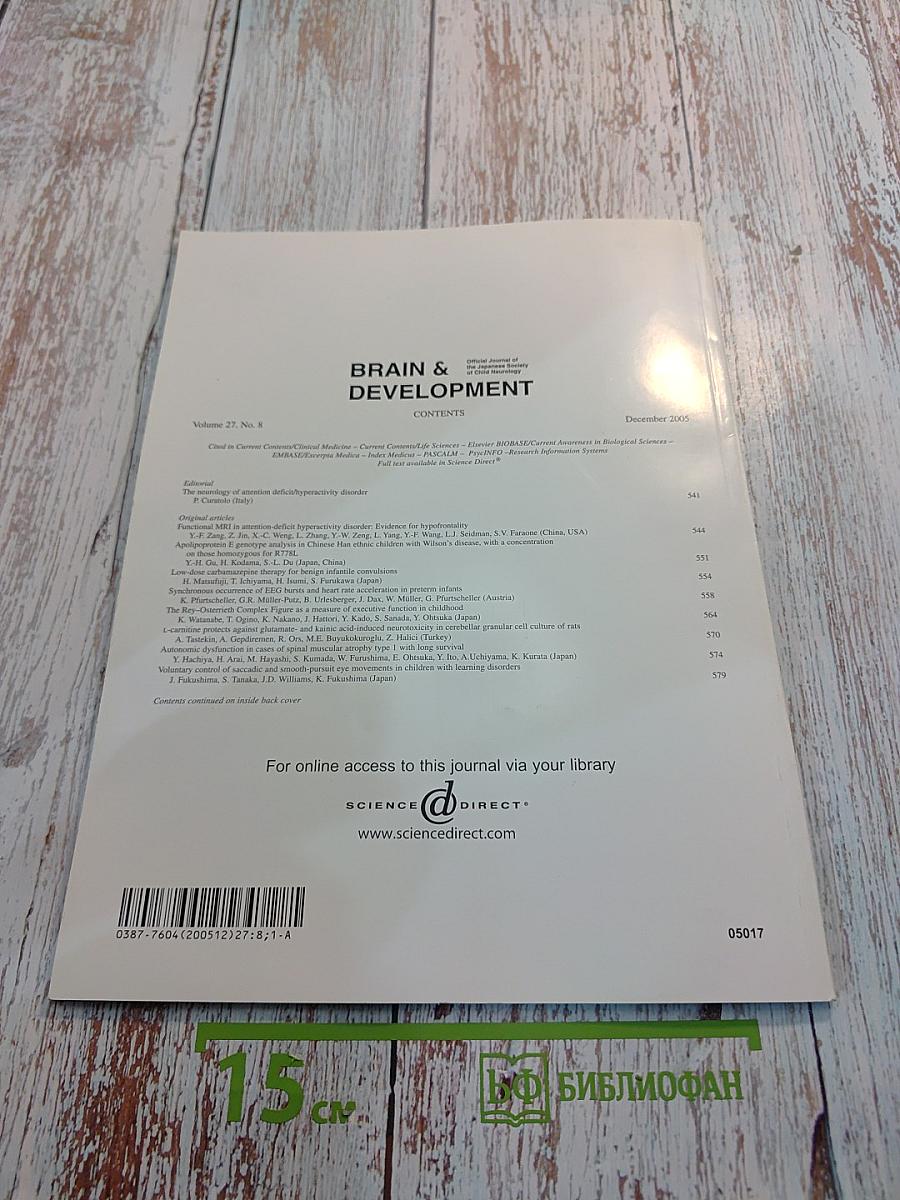 BRAIN &
DEVELOPMENT
Official Journal of
the Japanese Society
of Child Neurology
CONTENTS
Volume 27, No. 8
December 2005
Cited in Current Contents/Clinical Medicine – Current Contents/Life Sciences – Elsevier BIOBASE/Current Awareness in Biological Sciences –
EMBASE/Excerpta Medica – Index Medicus – PASCALM – PsycINFO –Research Information Systems
Full text available in Science Direct®
Editorial
The neurology of attention deficit/hyperactivity disorder
P. Curatolo (Italy) 541
Original articles
Functional MRI in attention-deficit hyperactivity disorder: Evidence for hypofrontality
Y.-F. Zang, Z. Jin, X.-C. Weng, L. Zhang, Y.-W. Zeng, L. Yang, Y.-F. Wang, L.J. Seidman, S.V. Faraone (China, USA) 544
Apolipoprotein E genotype analysis in Chinese Han ethnic children with Wilson's disease, with a concentration
on those homozygous for R778L
Y.-H. Gu, H. Kodama, S.-L. Du (Japan, China) 551
Low-dose carbamazepine therapy for benign infantile convulsions
H. Matsufuji, T. Ichiyama, H. Isumi, S. Furukawa (Japan) 554
Synchronous occurrence of EEG bursts and heart rate acceleration in preterm infants
K. Pfurtscheller, G.R. Müller-Putz, B. Urlesberger, J. Dax, W. Müller, G. Pfurtscheller (Austria) 558
The Rey–Osterrieth Complex Figure as a measure of executive function in childhood
K. Watanabe, T. Ogino, K. Nakano, J. Hattori, Y. Kado, S. Sanada, Y. Ohtsuka (Japan) 564
L-carnitine protects against glutamate- and kainic acid-induced neurotoxicity in cerebellar granular cell culture of rats
A. Tastekin, A. Gepdiremen, R. Ors, M.E. Buyukokuroglu, Z. Halici (Turkey) 570
Autonomic dysfunction in cases of spinal muscular atrophy type 1 with long survival
Y. Hachiya, H. Arai, M. Hayashi, S. Kumada, W. Furushima, E. Ohtsuka, Y. Ito, A.Uchiyama, K. Kurata (Japan) 574
Voluntary control of saccadic and smooth-pursuit eye movements in children with learning disorders
J. Fukushima, S. Tanaka, J.D. Williams, K. Fukushima (Japan) 579
Contents continued on inside back cover
For online access to this journal via your library
SCIENCE d DIRECT®
www.sciencedirect.com
0387-7604(200512)27:8;1-A
05017
15 см
БФ БИБЛИОФАН